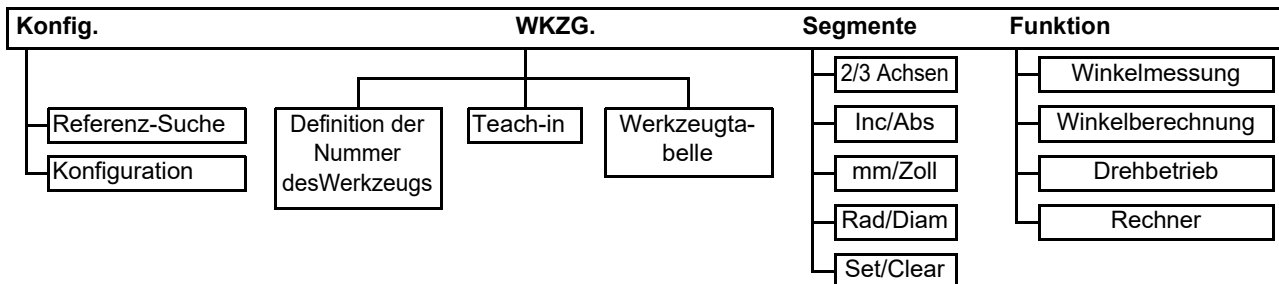 Konfig. WKZG. Segmente Funktion
Referenz-Suche
Konfiguration
Definition der
Nummer
desWerkzeugs
Teach-in
Werkzeugta-
belle
2/3 Achsen
Inc/Abs
mm/Zoll
Rad/Diam
Set/Clear
Winkelmessung
Winkelberechnung
Drehbetrieb
Rechner